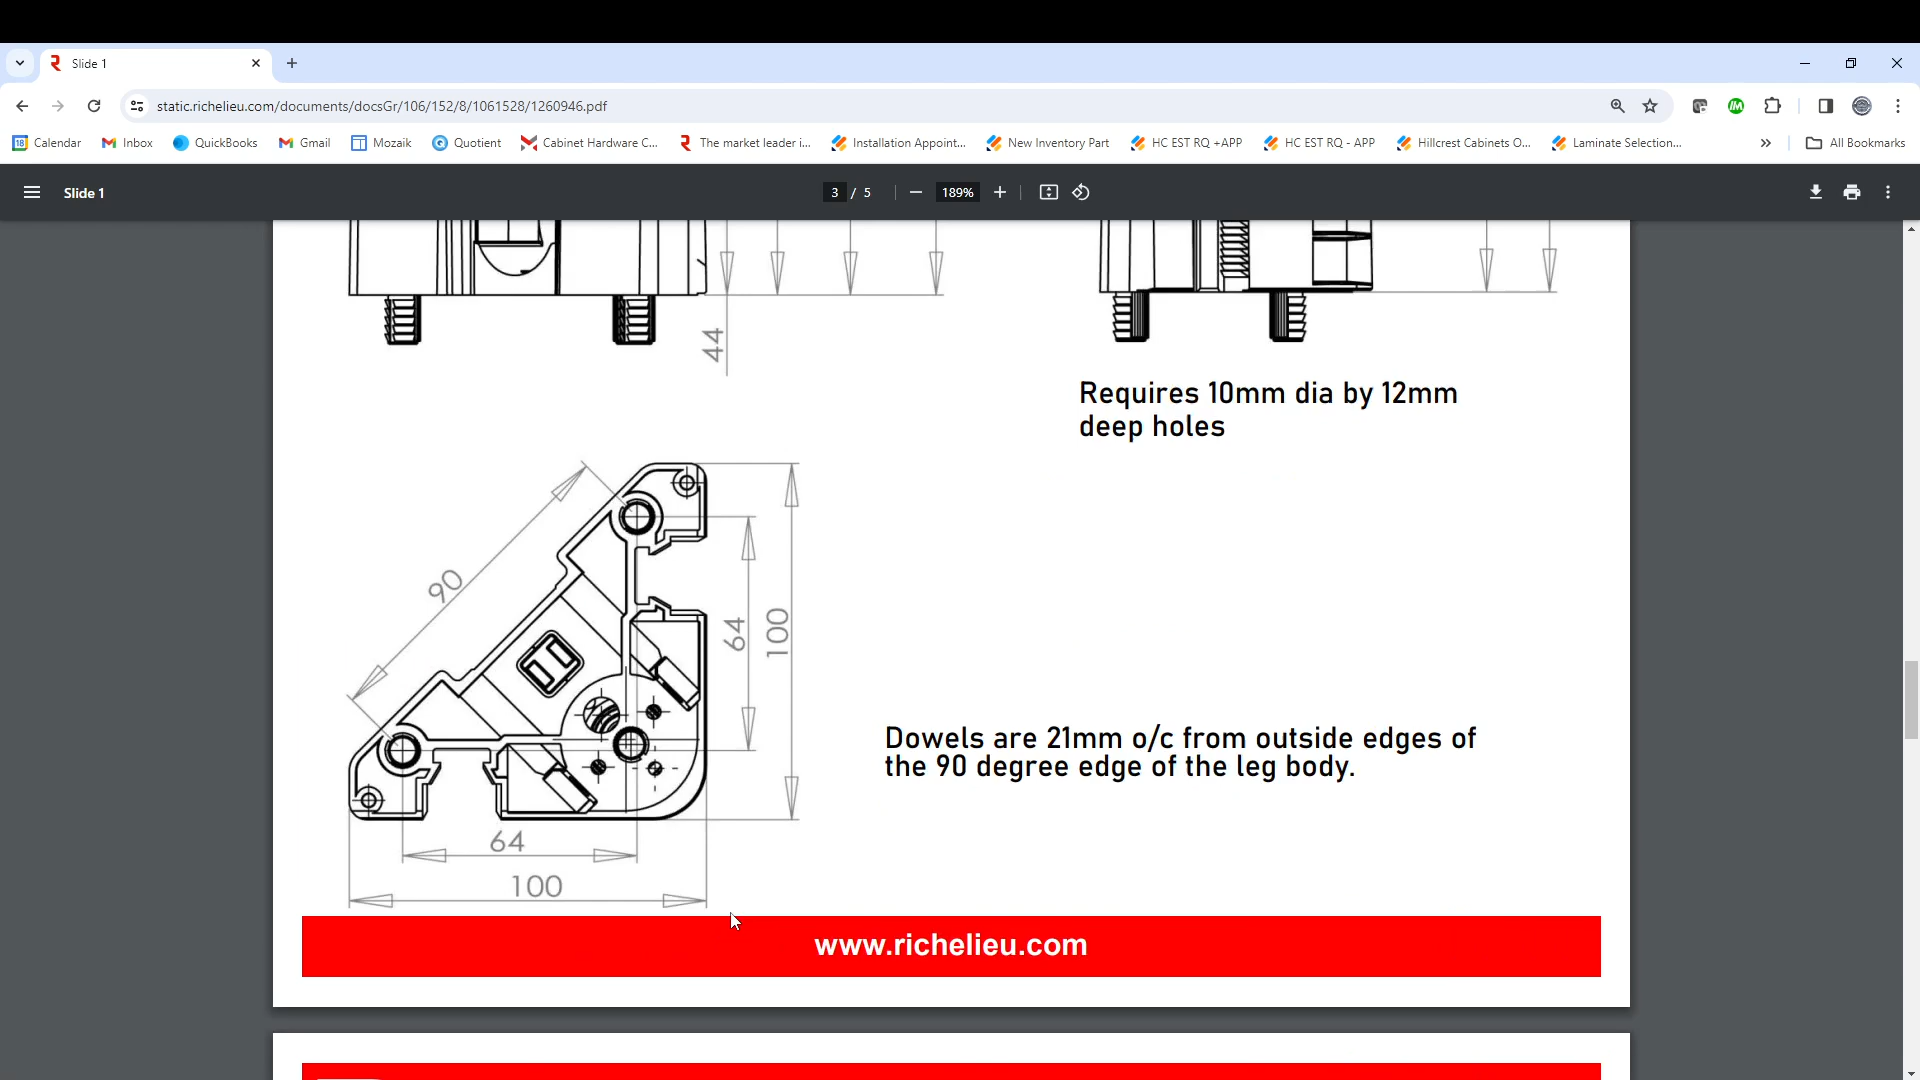 Slide 1
static.richelieu.com/documents/docsGr/106/152/8/1061528/1260946.pdf
Calendar
Inbox
QuickBooks
Gmail
Mozaik
Quotient
Cabinet Hardware C...
The market leader i...
Installation Appoint...
New Inventory Part
HC EST RQ +APP
HC EST RQ - APP
Hillcrest Cabinets O...
Laminate Selection...
All Bookmarks
Slide 1
3 / 5
189%
44
Requires 10mm dia by 12mm
deep holes
90
64
100
Dowels are 21mm o/c from outside edges of
the 90 degree edge of the leg body.
64
100
www.richelieu.com